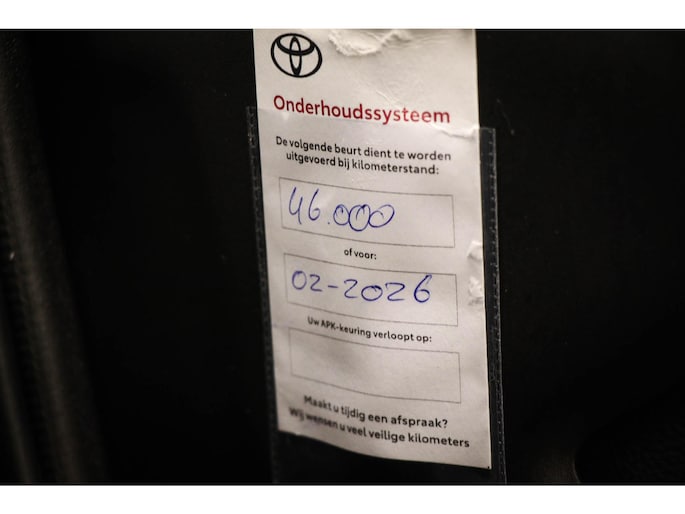 Onderhoudssysteem
De volgende beurt dient te worden
uitgevoerd bij kilometerstand:
46.000
of voor:
02-2026
Uw APK-keuring verloopt op:
Maakt u tijdig een afspraak?
Wij wensen u veel veilige kilometers